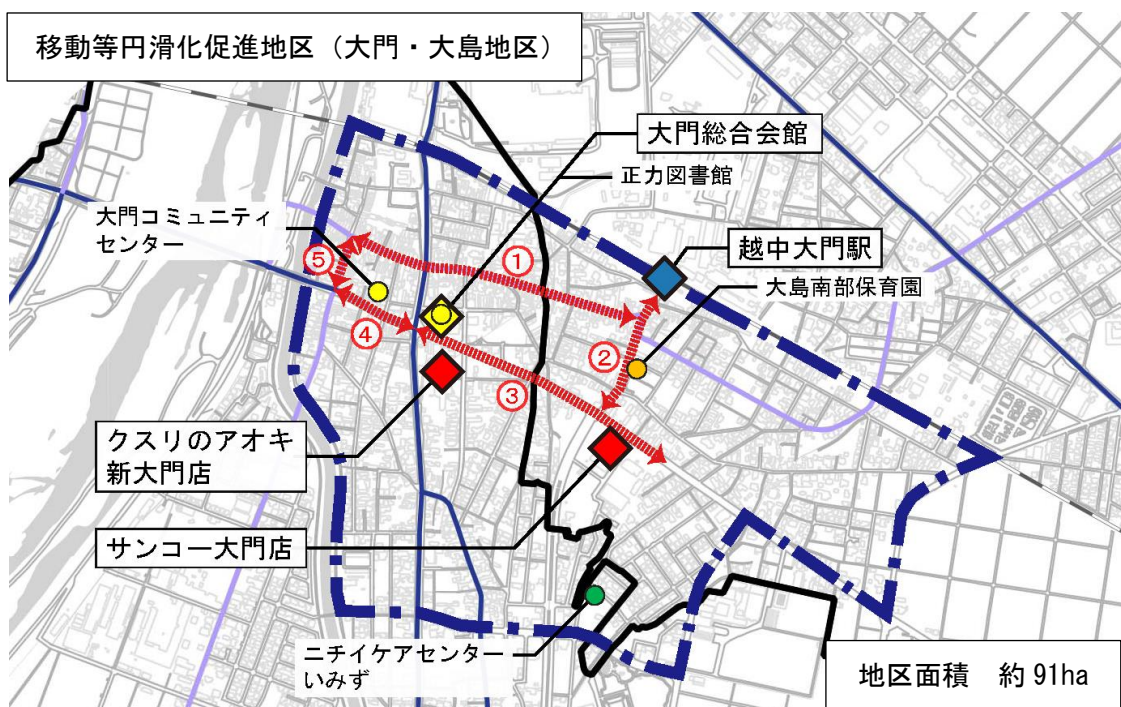 移動等円滑化促進地区（大門・大島地区）
大門総合会館
正力図書館
大門コミュニティ
センター
越中大門駅
大島南部保育園
①
②
③
④
⑤
クスリのアオキ
新大門店
サンコー大門店
ニチイケアセンター
いみず
地区面積　約91ha